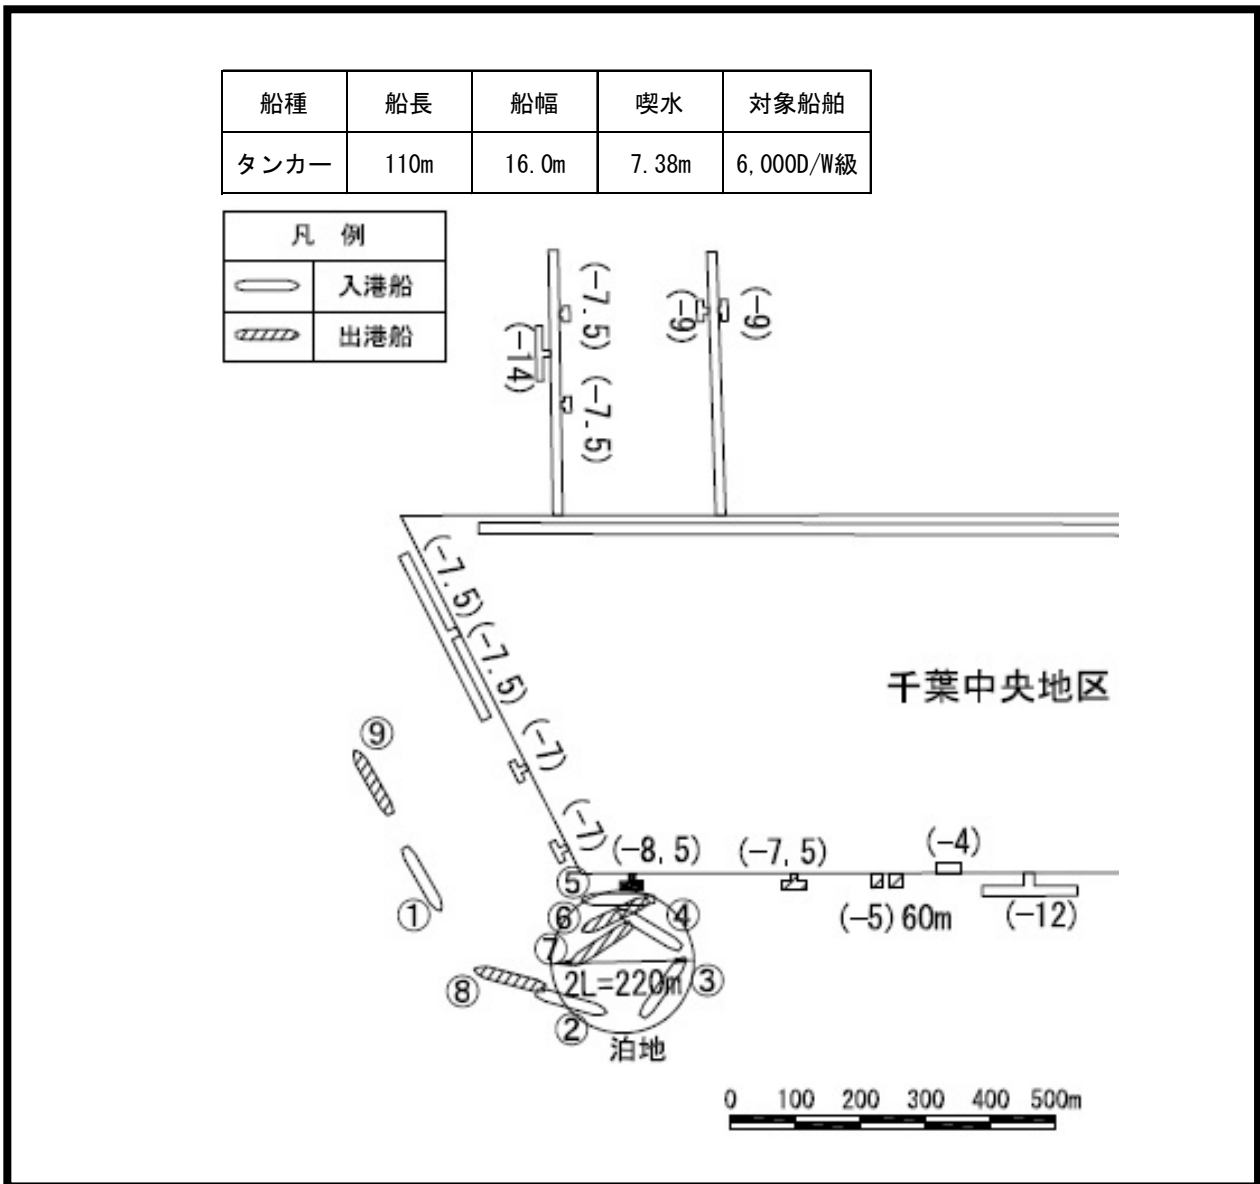 船種 船長 船幅 喫水 対象船舶
タンカー 110m 16.0m 7.38m 6,000D/W級
凡 例
入港船
出港船
(-7.5)
(-9)
(-9)
(-14)
(-7.5)
(-7.5)
(-7.5)
千葉中央地区
(-7)
⑨
(-7)
(-8,5)
(-7,5)
(-4)
⑤
①
⑥
④
(-5)60m
(-12)
⑦
⑧
2L=220m
③
②
泊地
0 100 200 300 400 500m